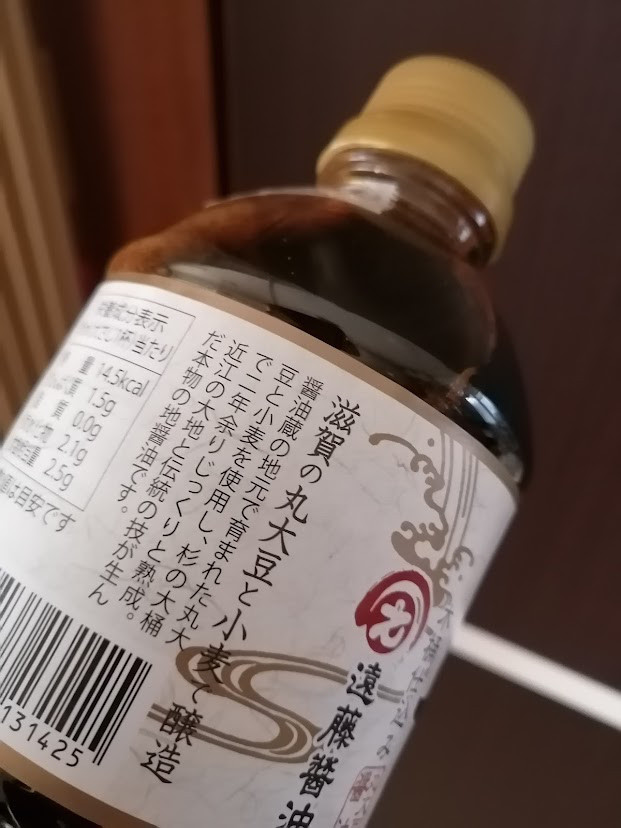 遠藤醤油
滋賀の丸大豆と小麦で醸造
醤油蔵の地元で育まれた丸大
豆と小麦を使用し、杉の大桶
で二年余りじっくりと熟成。
近江の大地と伝統の技が生ん
だ本物の地醤油です。
栄養成分表示
14.5kcal
1.5g
0.0g
2.1g
2.5g
は目安です
131425